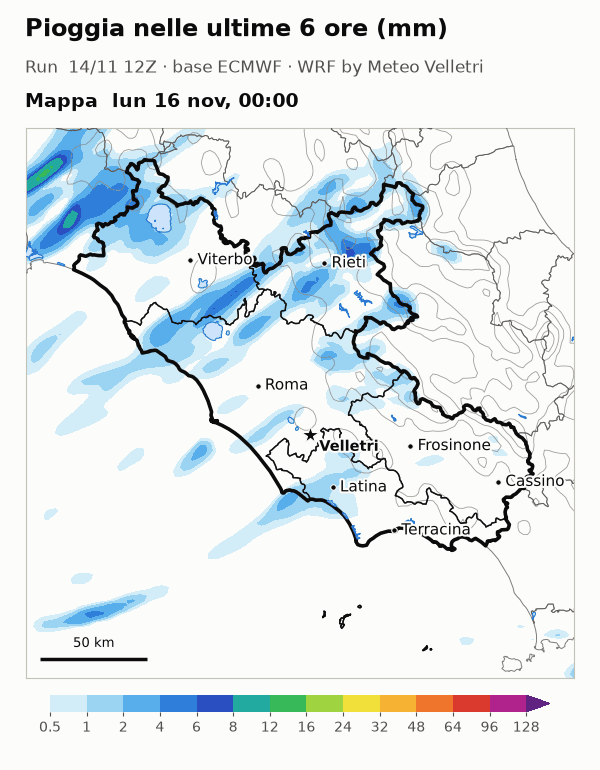 Pioggia nelle ultime 6 ore (mm)
Run  14/11 12Z · base ECMWF · WRF by Meteo Velletri
Mappa  lun 16 nov, 00:00
Viterbo
Rieti
Roma
Velletri
Frosinone
Cassino
Latina
Terracina
50 km
0.5 1 2 4 6 8 12 16 24 32 48 64 96 128